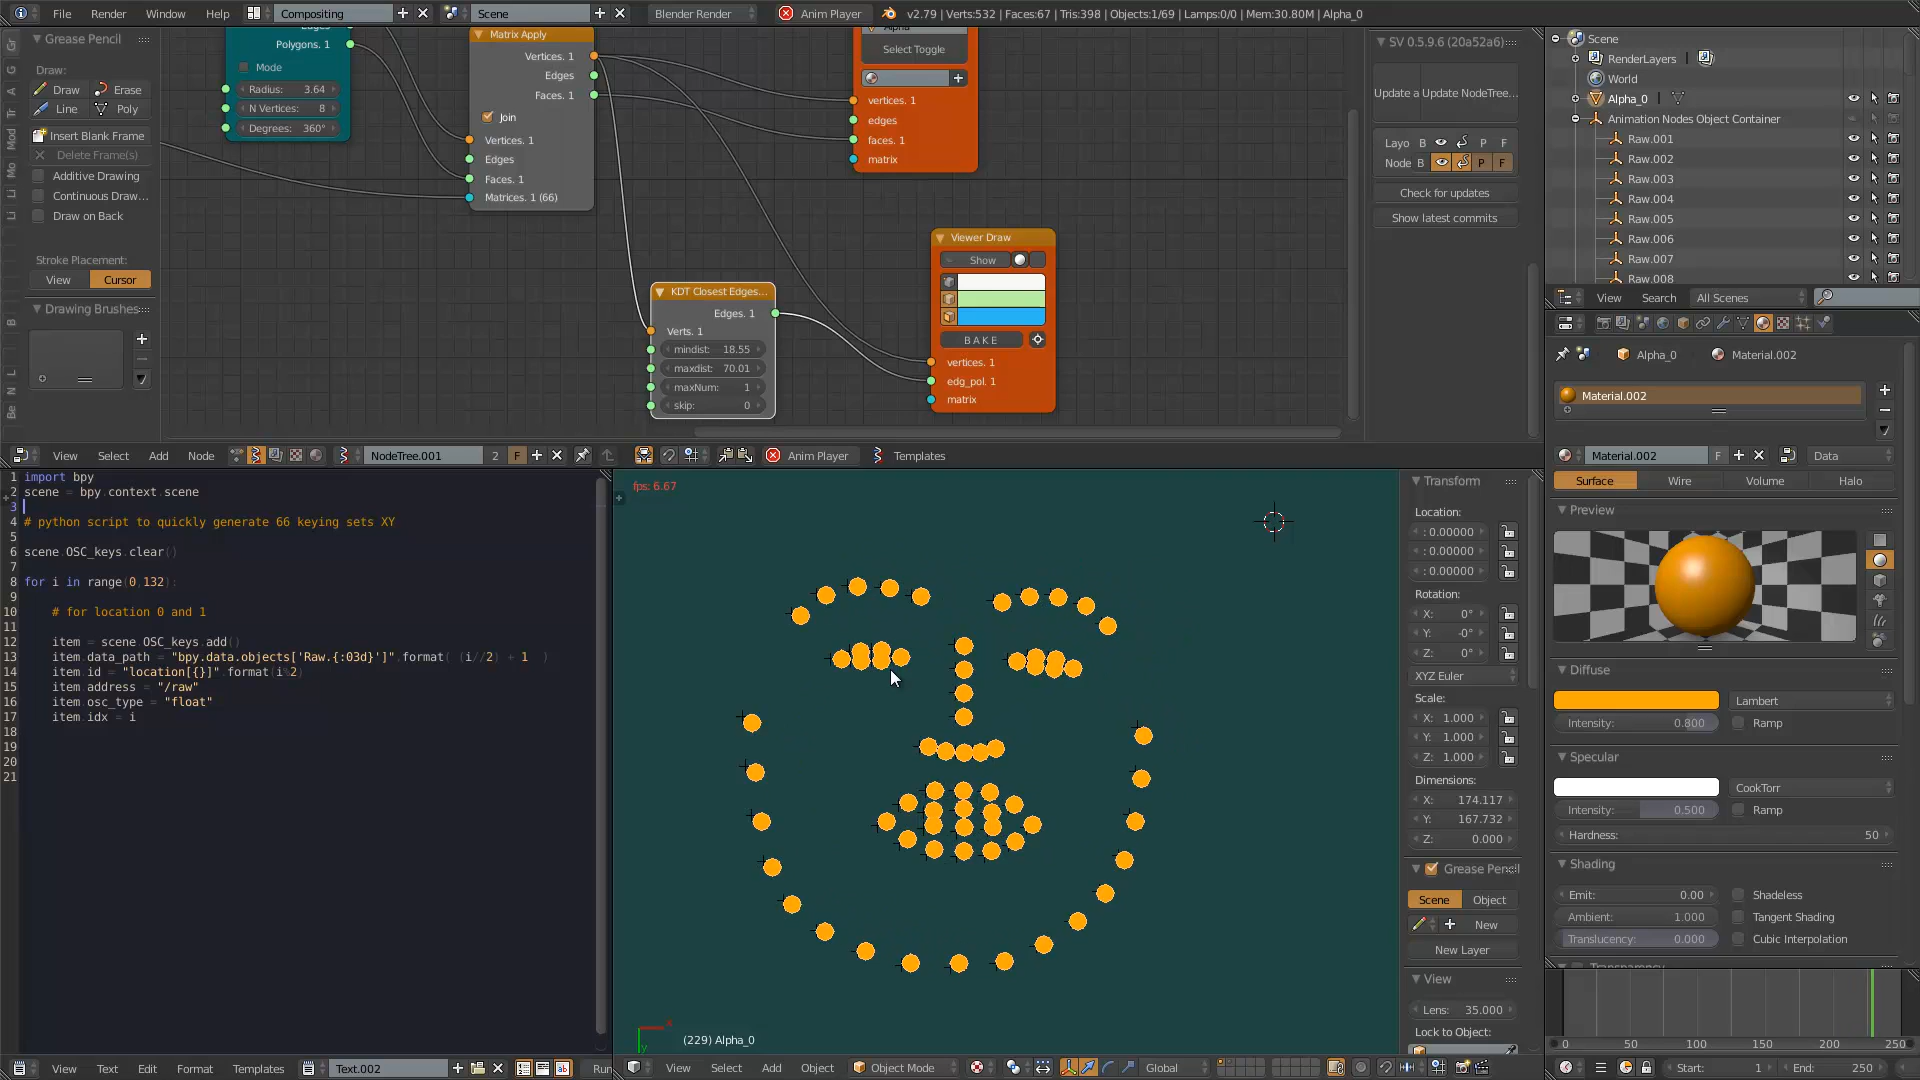 File Render Window Help Compositing Scene Blender Render Anim Player v2.79 | Verts:532 | Faces:67 | Tris:398 | Objects:1/69 | Lamps:0/0 | Mem:30.80M | Alpha_0
Grease Pencil
Draw:
Draw Erase
Line Poly
Insert Blank Frame
Delete Frame(s)
Additive Drawing
Continuous Draw...
Draw on Back
Stroke Placement:
View Cursor
Drawing Brushes
Polygons. 1
Mode
Radius: 3.64
N Vertices: 8
Degrees: 360°
Matrix Apply
Vertices. 1
Edges
Faces. 1
Join
Vertices. 1
Edges
Faces. 1
Matrices. 1 (66)
Select Toggle
vertices. 1
edges
faces. 1
matrix
KDT Closest Edges...
Edges. 1
Verts. 1
mindist: 18.55
maxdist: 70.01
maxNum: 1
skip: 0
Viewer Draw
Show
BAKE
vertices. 1
edg_pol. 1
matrix
SV 0.5.9.6 (20a52a6)
Update a Update NodeTree...
Layo B P F
Node B P F
Check for updates
Show latest commits
Scene
RenderLayers
World
Alpha_0
Animation Nodes Object Container
Raw.001
Raw.002
Raw.003
Raw.004
Raw.005
Raw.006
Raw.007
Raw.008
View Search All Scenes
View Select Add Node NodeTree.001 2 F Anim Player Templates
1 import bpy
2 scene = bpy.context.scene
3
4 # python script to quickly generate 66 keying sets XY
5
6 scene.OSC_keys.clear()
7
8 for i in range(0,132):
9
10 # for location 0 and 1
11
12 item = scene.OSC_keys.add()
13 item.data_path = "bpy.data.objects['Raw.{:03d}']".format( (i//2) + 1 )
14 item.id = "location[{}]".format(i%2)
15 item.address = "/raw"
16 item.osc_type = "float"
17 item.idx = i
18
19
20
21
View Text Edit Format Templates Text.002 Run
fps: 6.67
(229) Alpha_0
View Select Add Object Object Mode Global
Transform
Location:
: 0.00000
: 0.00000
: 0.00000
Rotation:
X: 0°
Y: -0°
Z: 0°
XYZ Euler
Scale:
X: 1.000
Y: 1.000
Z: 1.000
Dimensions:
X: 174.117
Y: 167.732
Z: 0.000
Grease Pencil
Scene Object
New
New Layer
View
Lens: 35.000
Lock to Object:
Alpha_0 Material.002
Material.002
Material.002 F Data
Surface Wire Volume Halo
Preview
Diffuse
Lambert
Intensity: 0.800 Ramp
Specular
CookTorr
Intensity: 0.500 Ramp
Hardness: 50
Shading
Emit: 0.00 Shadeless
Ambient: 1.000 Tangent Shading
Translucency: 0.000 Cubic Interpolation
0 50 100 150 200 250
Start: 1 End: 250